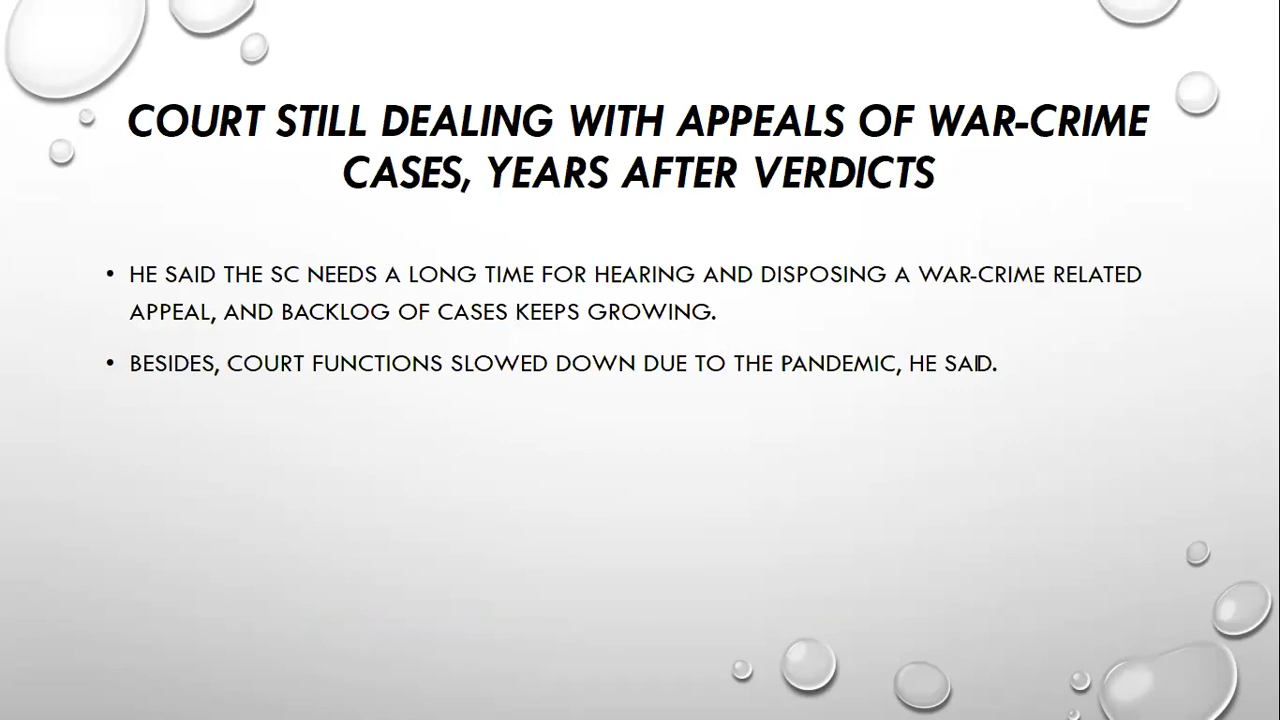 COURT STILL DEALING WITH APPEALS OF WAR-CRIME
CASES, YEARS AFTER VERDICTS
• HE SAID THE SC NEEDS A LONG TIME FOR HEARING AND DISPOSING A WAR-CRIME RELATED
APPEAL, AND BACKLOG OF CASES KEEPS GROWING.
• BESIDES, COURT FUNCTIONS SLOWED DOWN DUE TO THE PANDEMIC, HE SAID.